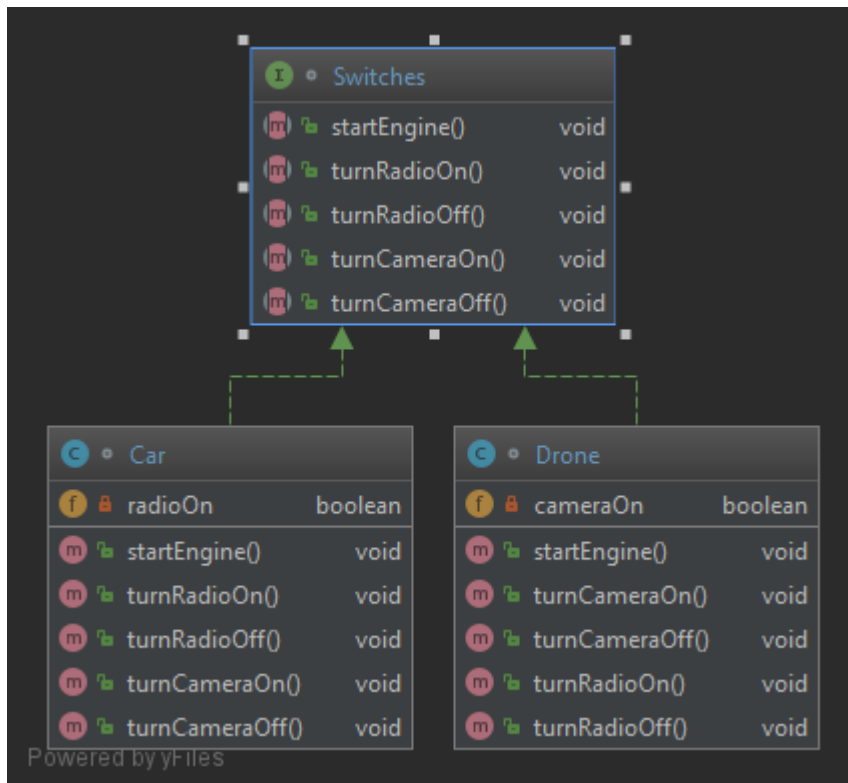 Switches
startEngine() void
turnRadioOn() void
turnRadioOff() void
turnCameraOn() void
turnCameraOff() void
Car
radioOn boolean
startEngine() void
turnRadioOn() void
turnRadioOff() void
turnCameraOn() void
turnCameraOff() void
Drone
cameraOn boolean
startEngine() void
turnCameraOn() void
turnCameraOff() void
turnRadioOn() void
turnRadioOff() void
Powered by yFiles